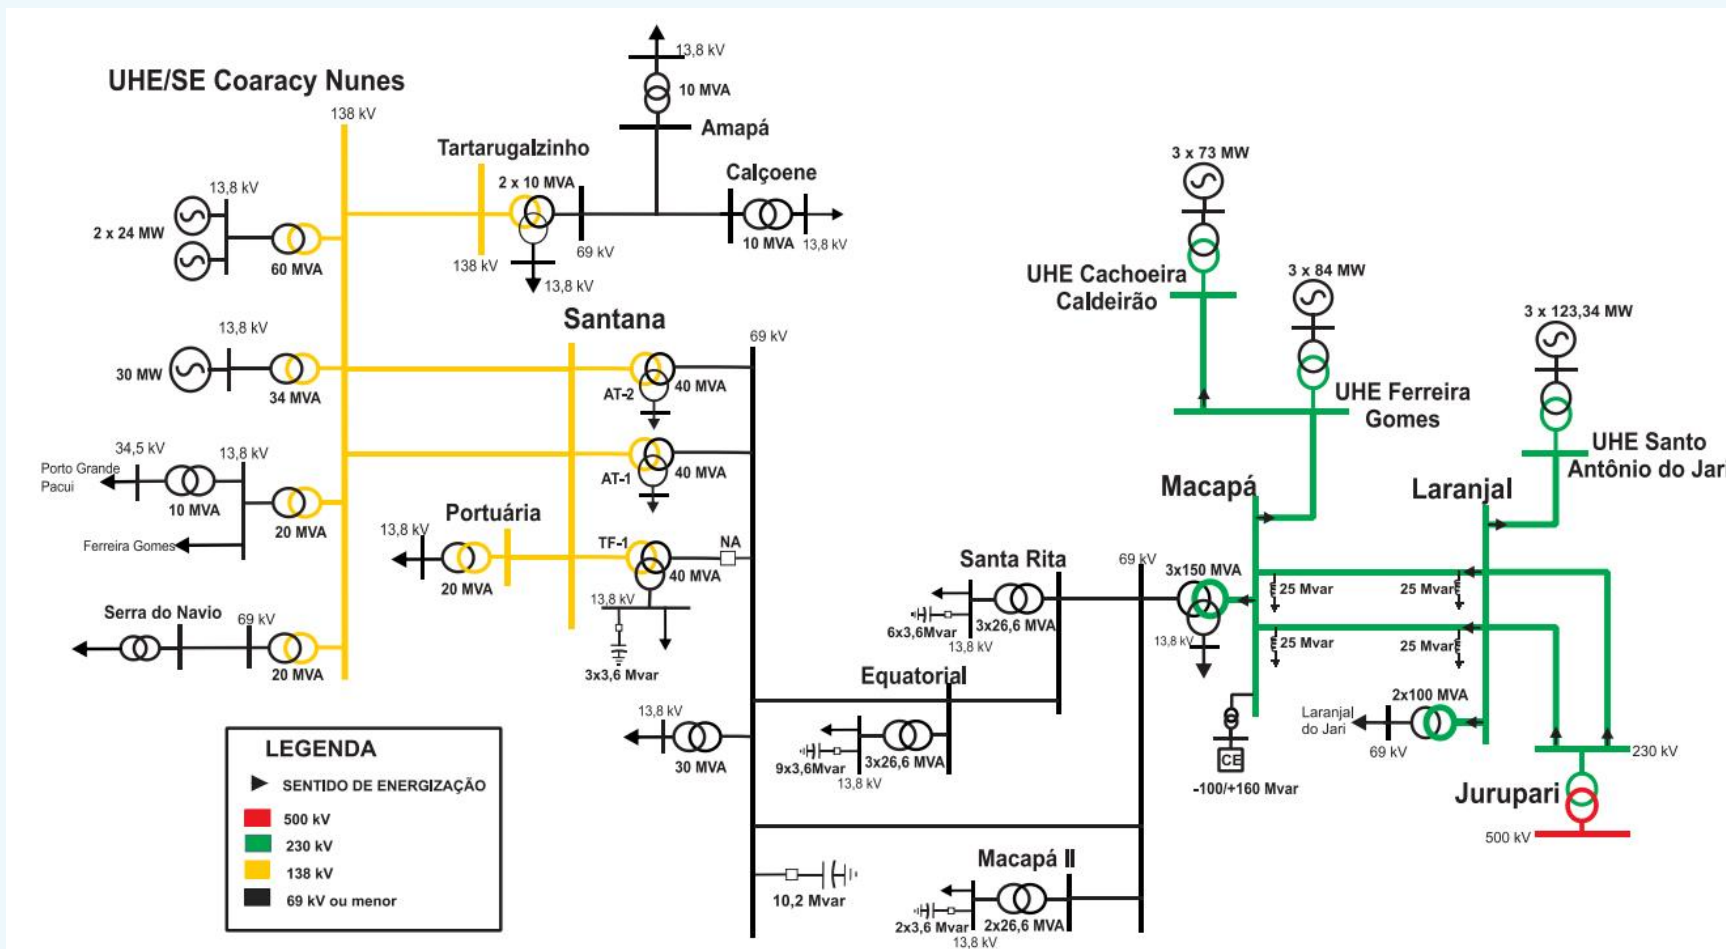 UHE/SE Coaracy Nunes
138 kV
13,8 kV
2 x 24 MW
60 MVA
13,8 kV
30 MW
34 MVA
34,5 kV
13,8 kV
Porto Grande
Pacui
10 MVA
20 MVA
Ferreira Gomes
Serra do Navio
69 kV
20 MVA
Tartarugalzinho
2 x 10 MVA
138 kV
13,8 kV
69 kV
13,8 kV
10 MVA
Amapá
Calçoene
10 MVA
13,8 kV
Santana
69 kV
AT-2
40 MVA
AT-1
40 MVA
Portuária
13,8 kV
20 MVA
TF-1
NA
40 MVA
13,8 kV
3x3,6 Mvar
13,8 kV
30 MVA
10,2 Mvar
Santa Rita
69 kV
6x3,6Mvar
3x26,6 MVA
13,8 kV
Equatorial
9x3,6Mvar
3x26,6 MVA
13,8 kV
Macapá II
2x3,6 Mvar
2x26,6 MVA
13,8 kV
3 x 73 MW
UHE Cachoeira
Caldeirão
3 x 84 MW
UHE Ferreira
Gomes
3 x 123,34 MW
UHE Santo
Antônio do Jari
Macapá
Laranjal
3x150 MVA
13,8 kV
25 Mvar
25 Mvar
25 Mvar
25 Mvar
CE
-100/+160 Mvar
2x100 MVA
Laranjal
do Jari
69 kV
230 kV
Jurupari
500 kV
LEGENDA
SENTIDO DE ENERGIZAÇÃO
500 kV
230 kV
138 kV
69 kV ou menor